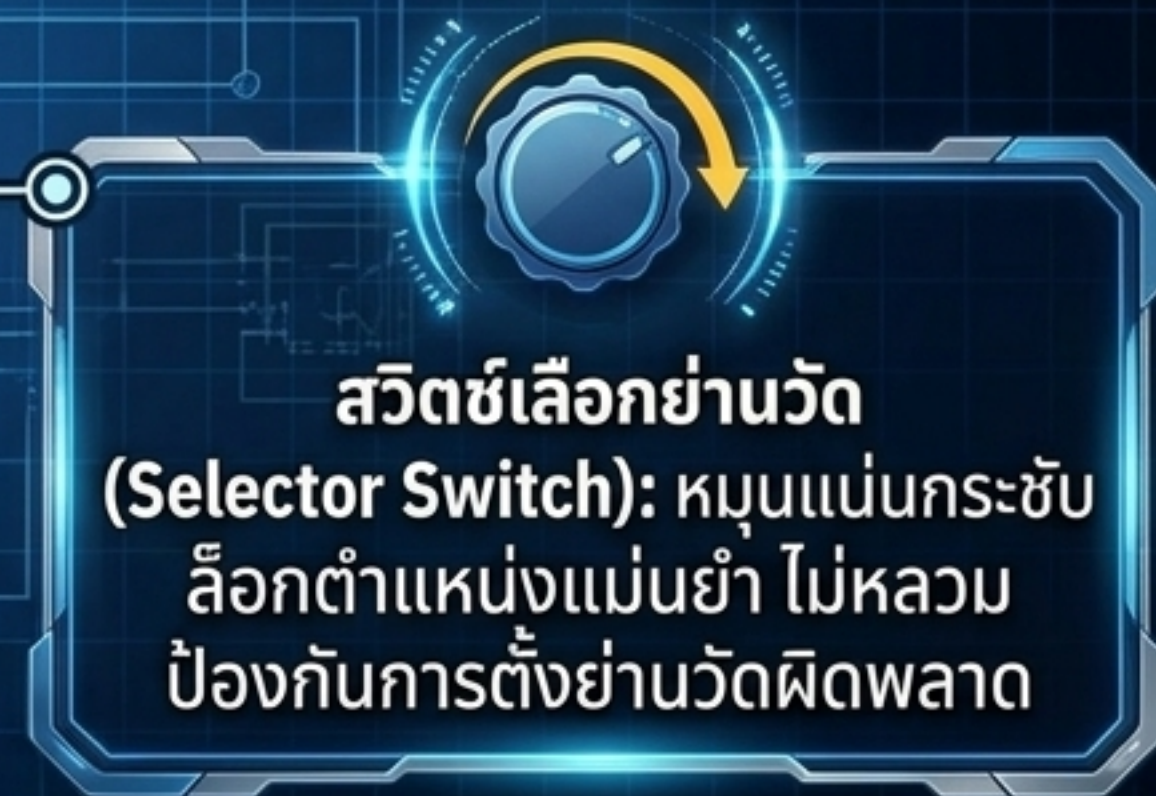 สวิตช์เลือกย่านวัด
(Selector Switch): หมุนแน่นกระชับ
ล็อกตำแหน่งแม่นยำ ไม่หลวม
ป้องกันการตั้งย่านวัดผิดพลาด